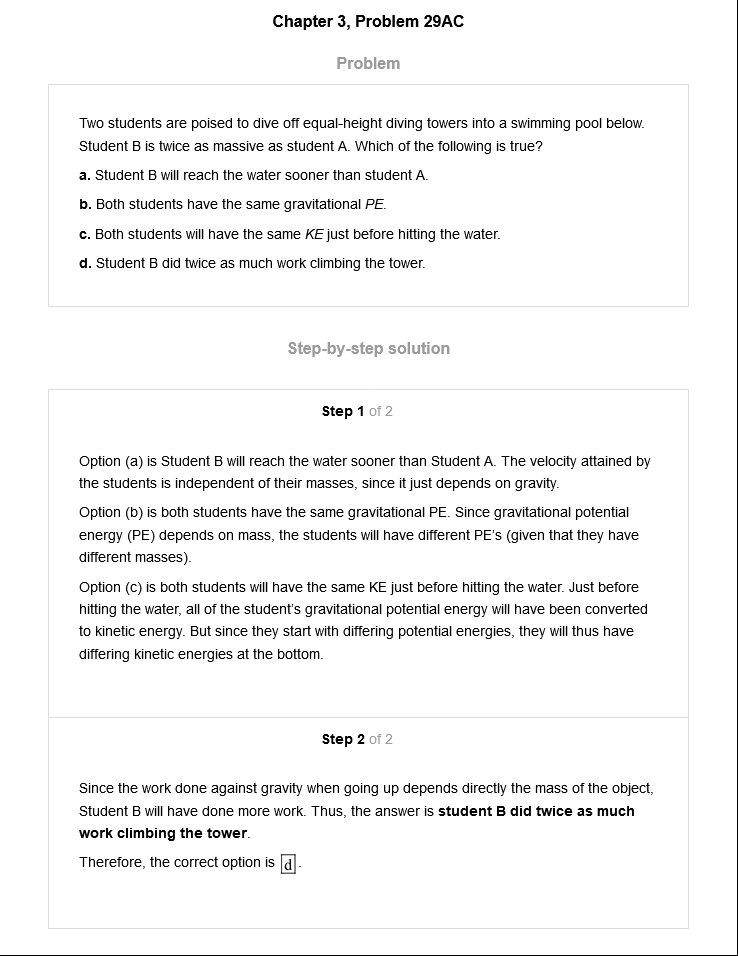 Chapter 3, Problem 29AC
Problem
Two students are poised to dive off equal-height diving towers into a swimming pool below.
Student B is twice as massive as student A. Which of the following is true?
a. Student B will reach the water sooner than student A.
b. Both students have the same gravitational PE.
c. Both students will have the same KE just before hitting the water.
d. Student B did twice as much work climbing the tower.
Step-by-step solution
Step 1 of 2
Option (a) is Student B will reach the water sooner than Student A. The velocity attained by
the students is independent of their masses, since it just depends on gravity.
Option (b) is both students have the same gravitational PE. Since gravitational potential
energy (PE) depends on mass, the students will have different PE's (given that they have
different masses).
Option (c) is both students will have the same KE just before hitting the water. Just before
hitting the water, all of the student's gravitational potential energy will have been converted
to kinetic energy. But since they start with differing potential energies, they will thus have
differing kinetic energies at the bottom.
Step 2 of 2
Since the work done against gravity when going up depends directly the mass of the object,
Student B will have done more work. Thus, the answer is student B did twice as much
work climbing the tower.
Therefore, the correct option is d.